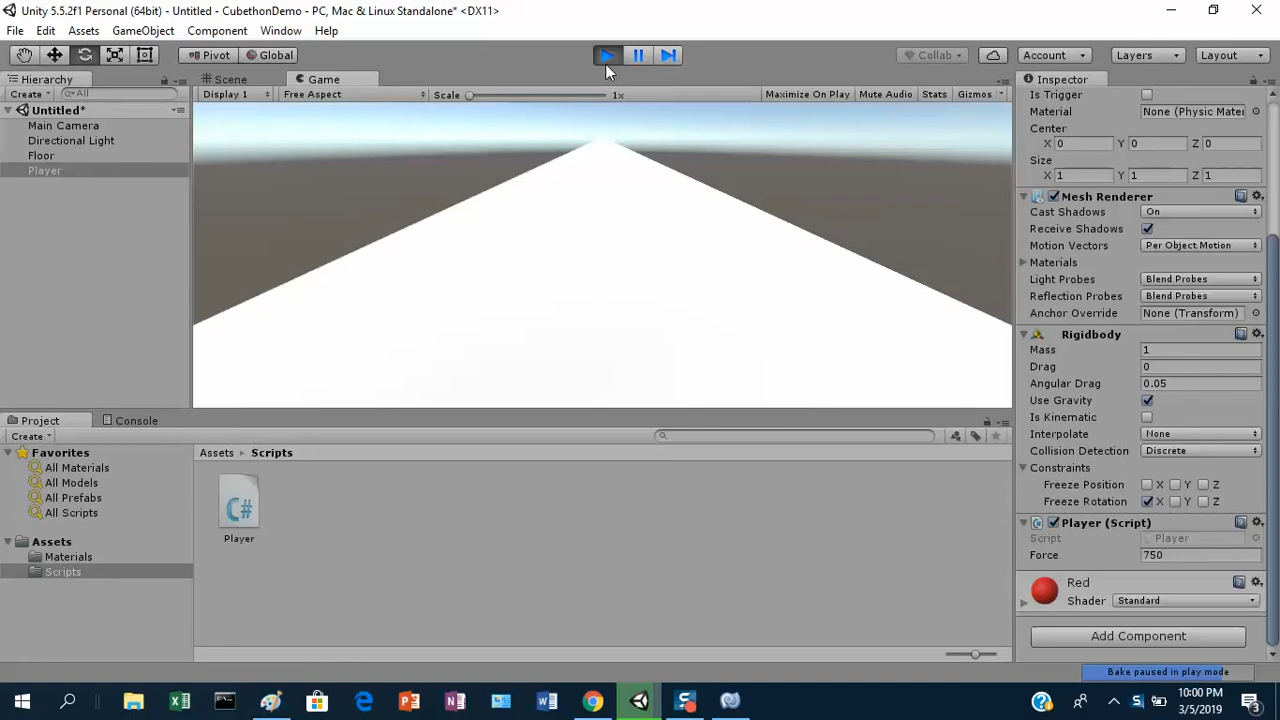 Unity 5.5.2f1 Personal (64bit) - Untitled - CubethonDemo - PC, Mac & Linux Standalone* <DX11>
File Edit Assets GameObject Component Window Help
Pivot Global Collab Account Layers Layout
Hierarchy Scene Game Inspector
Create All Display 1 Free Aspect Scale 1x Maximize On Play Mute Audio Stats Gizmos Is Trigger
Untitled*
Material None (Physic Mater
Main Camera
Center
Directional Light
X 0 Y 0 Z 0
Floor
Size
Player
X 1 Y 1 Z 1
Mesh Renderer
Cast Shadows On
Receive Shadows
Motion Vectors Per Object Motion
Materials
Light Probes Blend Probes
Reflection Probes Blend Probes
Anchor Override None (Transform)
Rigidbody
Mass 1
Drag 0
Angular Drag 0.05
Use Gravity
Is Kinematic
Interpolate None
Collision Detection Discrete
Constraints
Freeze Position X Y Z
Freeze Rotation X Y Z
Player (Script)
Script Player
Force 750
Red
Shader Standard
Add Component
Project Console
Create
Favorites
All Materials
All Models
All Prefabs
All Scripts
Assets
Materials
Scripts
Assets Scripts
C#
Player
Bake paused in play mode
10:00 PM
3/5/2019
3